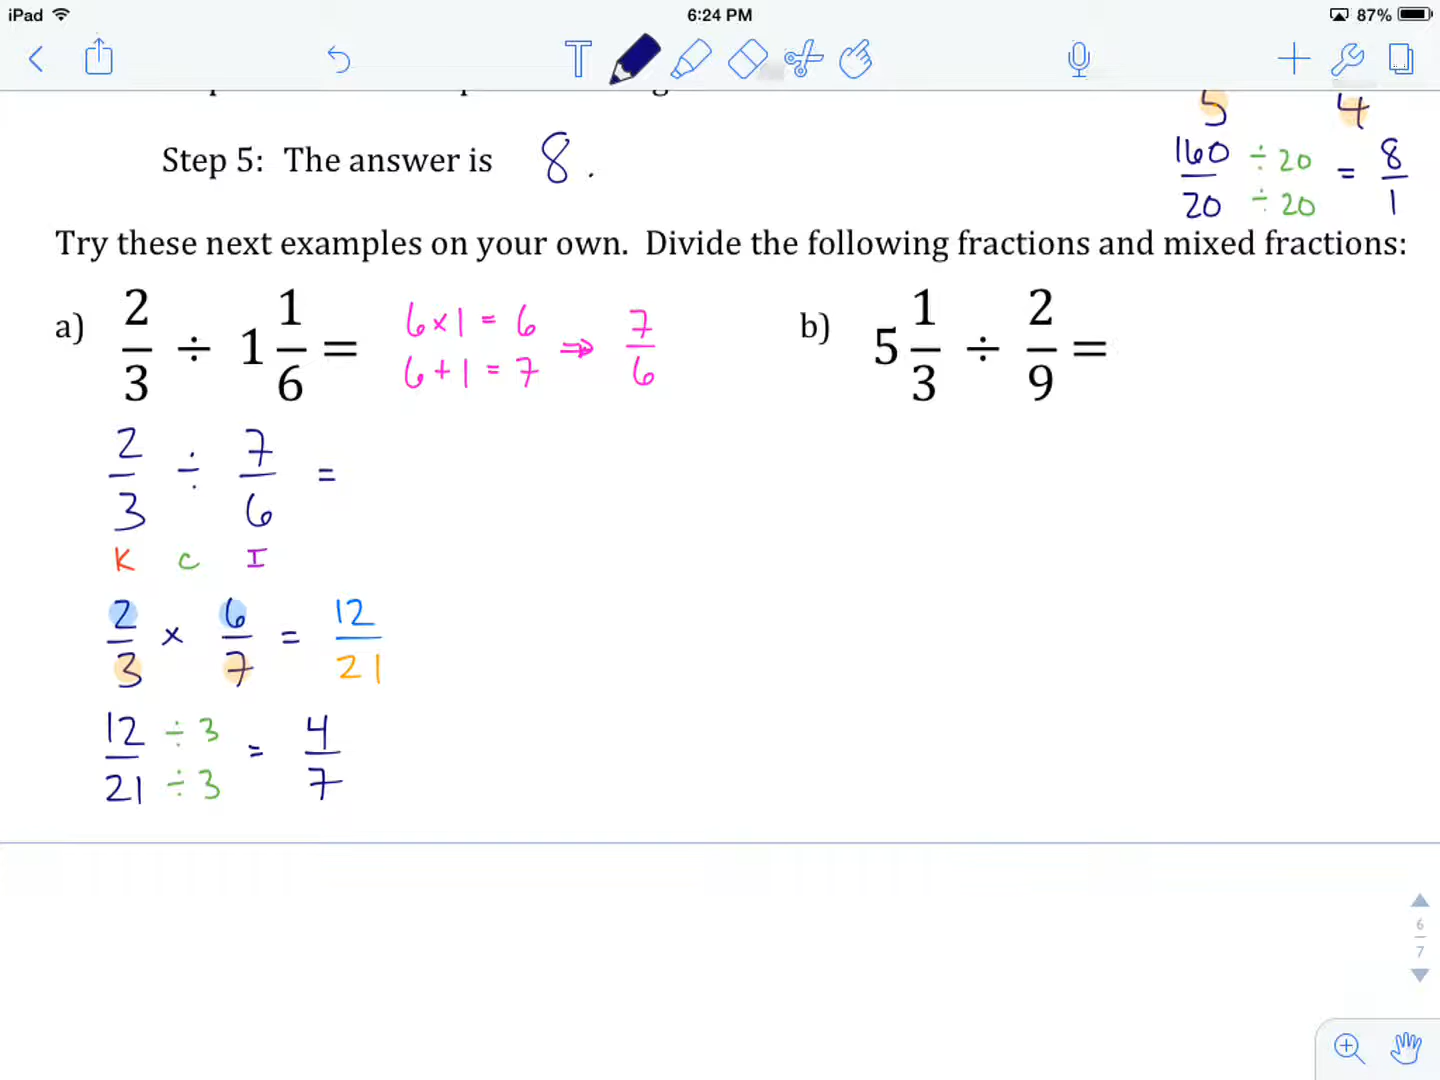 iPad 6:24 PM 87%
T
5 4
Step 5: The answer is 8.
160/20 ÷20/÷20 = 8/1
Try these next examples on your own. Divide the following fractions and mixed fractions:
a) 2/3 ÷ 1 1/6 =
6×1 = 6
6+1 = 7 ⇒ 7/6
2/3 ÷ 7/6 =
K C I
2/3 × 6/7 = 12/21
12/21 ÷3/÷3 = 4/7
b) 5 1/3 ÷ 2/9 =
6/7